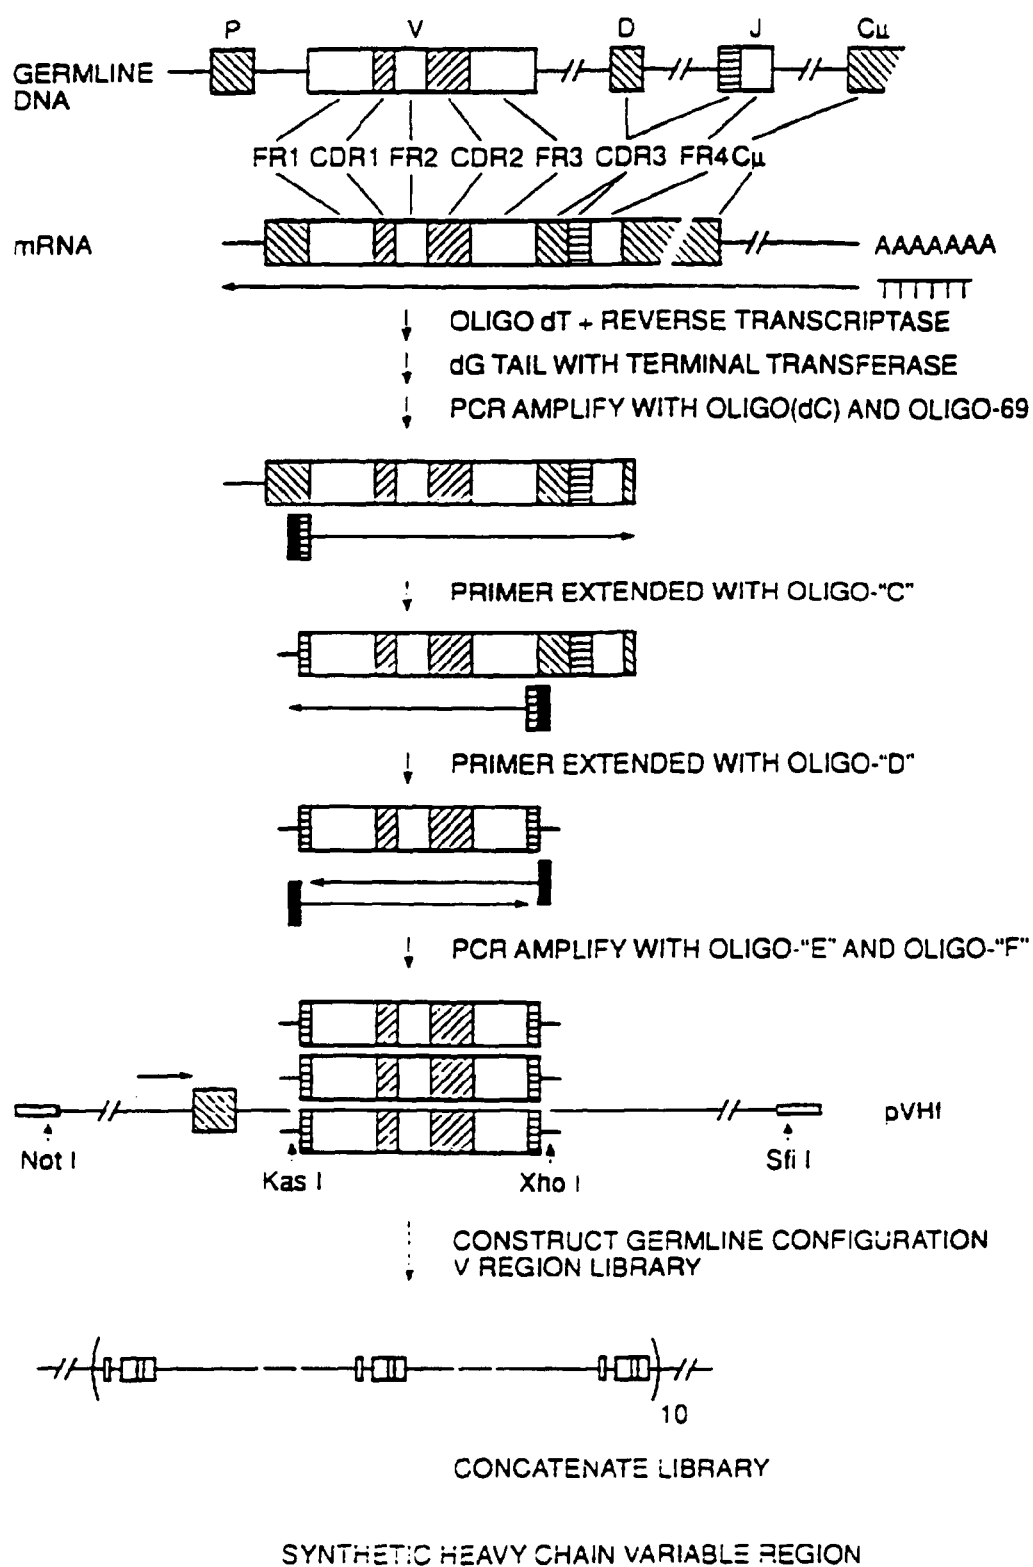 P V D J Cμ
GERMLINE
DNA
FR1 CDR1 FR2 CDR2 FR3 CDR3 FR4 Cμ
mRNA
AAAAAAA
TTTTTT
OLIGO dT + REVERSE TRANSCRIPTASE
dG TAIL WITH TERMINAL TRANSFERASE
PCR AMPLIFY WITH OLIGO(dC) AND OLIGO-69
PRIMER EXTENDED WITH OLIGO-"C"
PRIMER EXTENDED WITH OLIGO-"D"
PCR AMPLIFY WITH OLIGO-"E" AND OLIGO-"F"
pVHf
Not I Kas I Xho I Sfi I
CONSTRUCT GERMLINE CONFIGURATION
V REGION LIBRARY
10
CONCATENATE LIBRARY
SYNTHETIC HEAVY CHAIN VARIABLE REGION